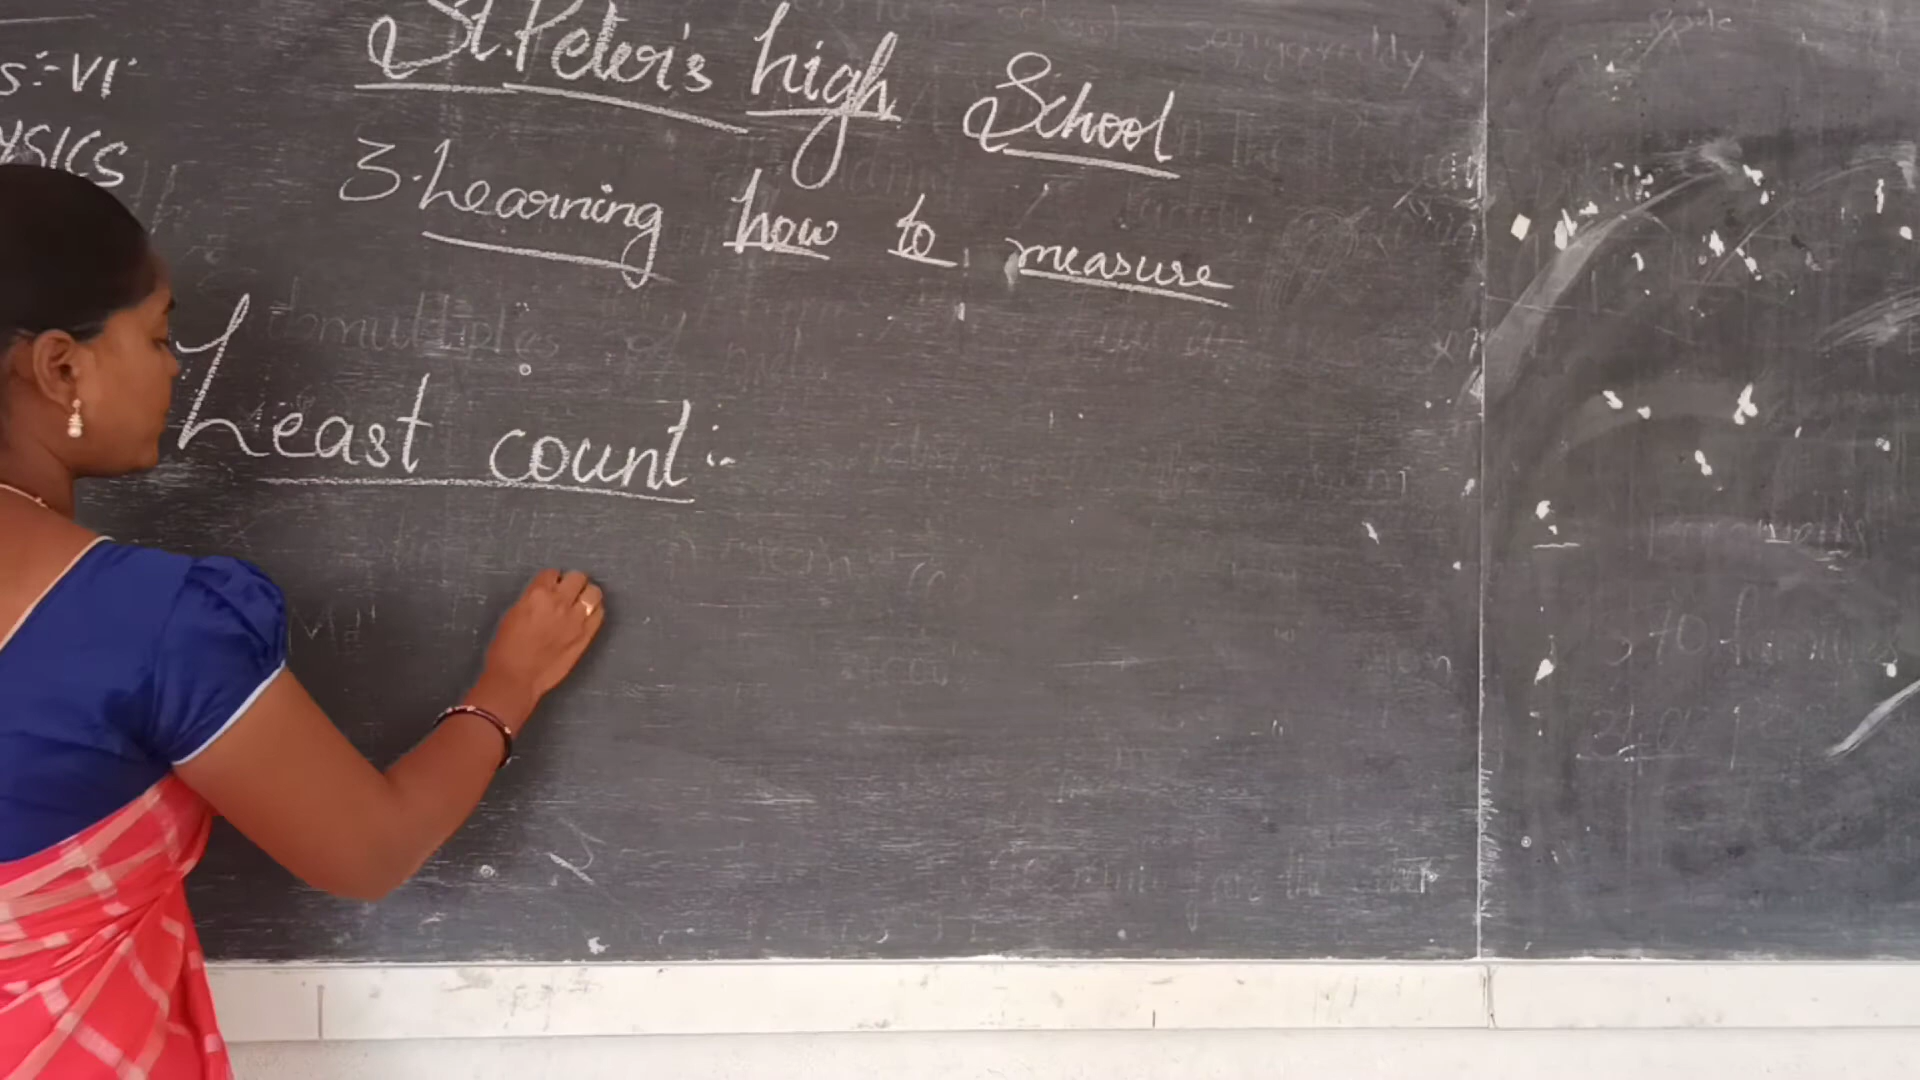 St. Peter's high School
s:-VI
YSICS
3. Learning how to measure
Least count:-